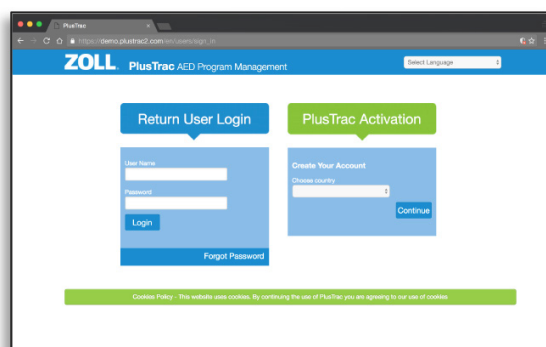 PlusTrac
https://demo.plustrac2.com/en/users/sign_in
ZOLL. PlusTrac AED Program Management
Select Language
Return User Login
User Name
Password
Login
Forgot Password
PlusTrac Activation
Create Your Account
Choose country
Continue
Cookies Policy - This website uses cookies. By continuing the use of PlusTrac you are agreeing to our use of cookies